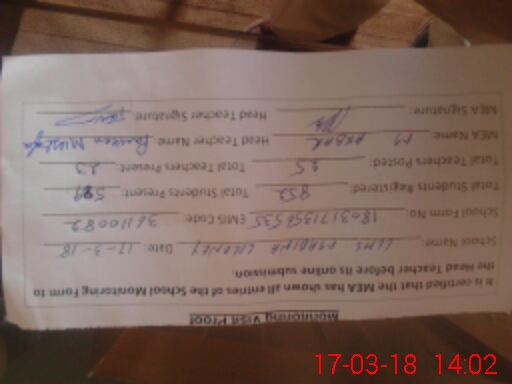 Monitoring Visit Proof
It is certified that the MEA has shown all entries of the School Monitoring Form to
the Head Teacher before its online submission.
School Name: Date: 17-3-18
School Form No: EMIS Code: 36110082
Total Students Registered: 852 Total Students Present:
Total Teachers Posted: 25 Total Teachers Present: 23
MEA Name: M AKBAR Head Teacher Name:
MEA Signature: Head Teacher Signature:
17-03-18 14:02